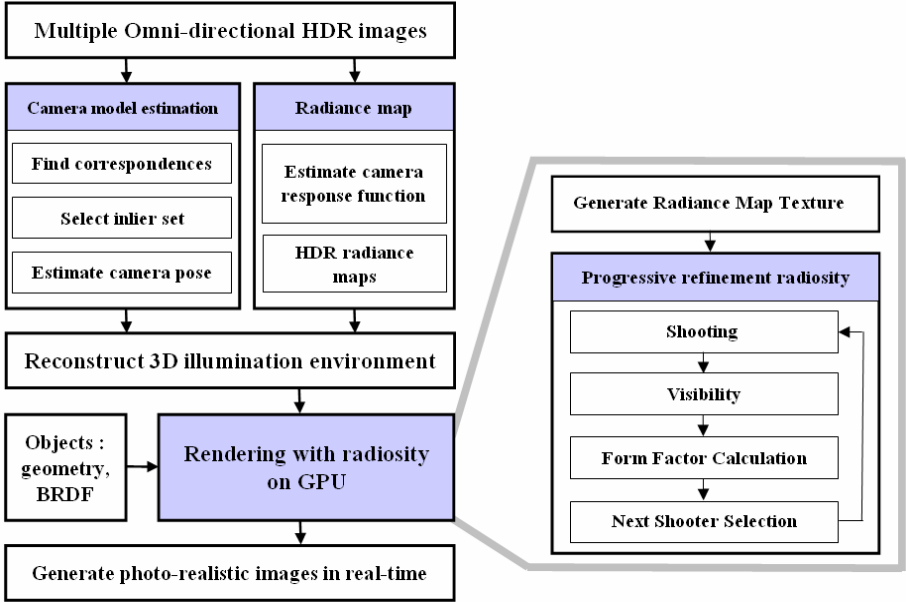 Multiple Omni-directional HDR images
Camera model estimation
Find correspondences
Select inlier set
Estimate camera pose
Radiance map
Estimate camera
response function
HDR radiance
maps
Reconstruct 3D illumination environment
Objects :
geometry,
BRDF
Rendering with radiosity
on GPU
Generate photo-realistic images in real-time
Generate Radiance Map Texture
Progressive refinement radiosity
Shooting
Visibility
Form Factor Calculation
Next Shooter Selection